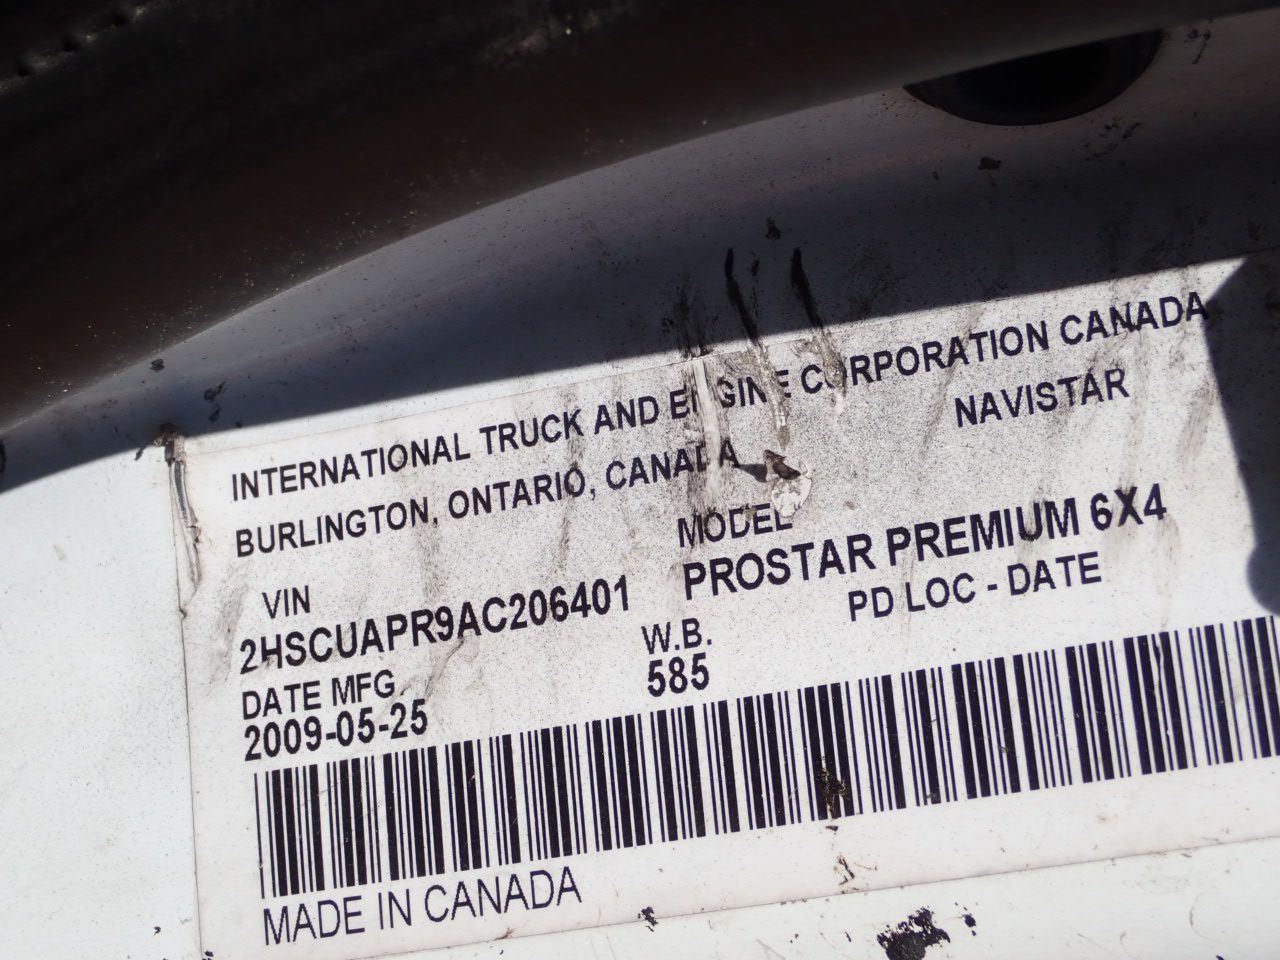 INTERNATIONAL TRUCK AND ENGINE CORPORATION CANADA
BURLINGTON, ONTARIO, CANADA
NAVISTAR
VIN
MODEL
2HSCUAPR9AC206401
PROSTAR PREMIUM 6X4
DATE MFG.
W.B.
PD LOC - DATE
2009-05-25
585
MADE IN CANADA